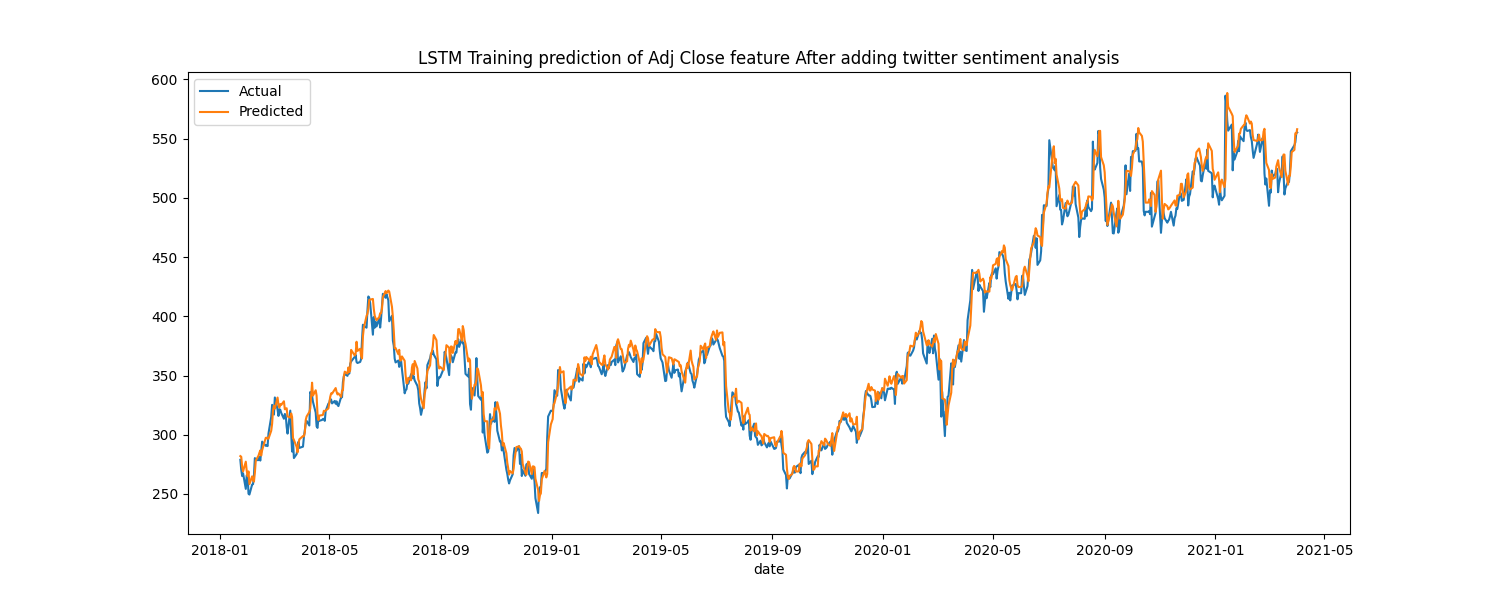 LSTM Training prediction of Adj Close feature After adding twitter sentiment analysis
Actual
Predicted
600
550
500
450
400
350
300
250
2018-01 2018-05 2018-09 2019-01 2019-05 2019-09 2020-01 2020-05 2020-09 2021-01 2021-05
date